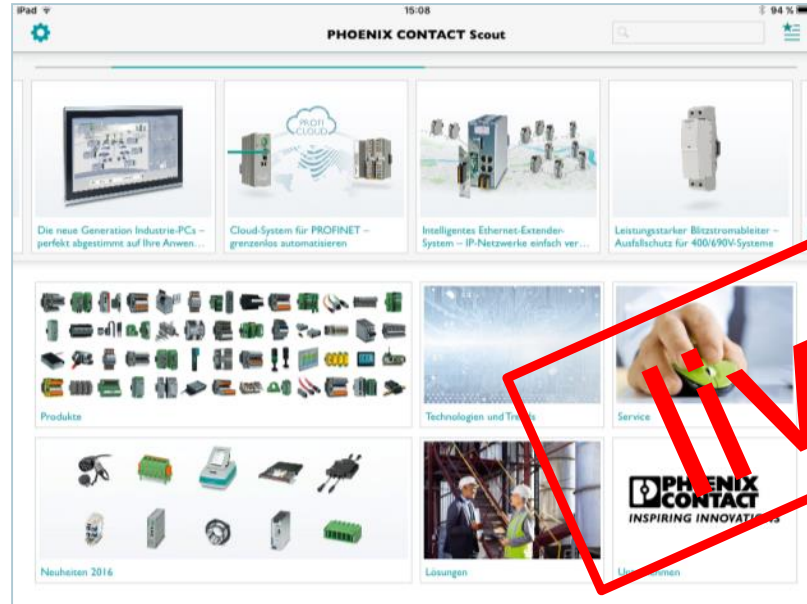 iPad
15:08
94 %
PHOENIX CONTACT Scout
PROFI
CLOUD
Die neue Generation Industrie-PCs –
perfekt abgestimmt auf Ihre Anwen...
Cloud-System für PROFINET –
grenzenlos automatisieren
Intelligentes Ethernet-Extender-
System – IP-Netzwerke einfach ver...
Leistungsstarker Blitzstromableiter –
Ausfallschutz für 400/690V-Systeme
Produkte
Technologien und Trends
Service
PHOENIX
CONTACT
INSPIRING INNOVATIONS
Neuheiten 2016
Lösungen
Unternehmen